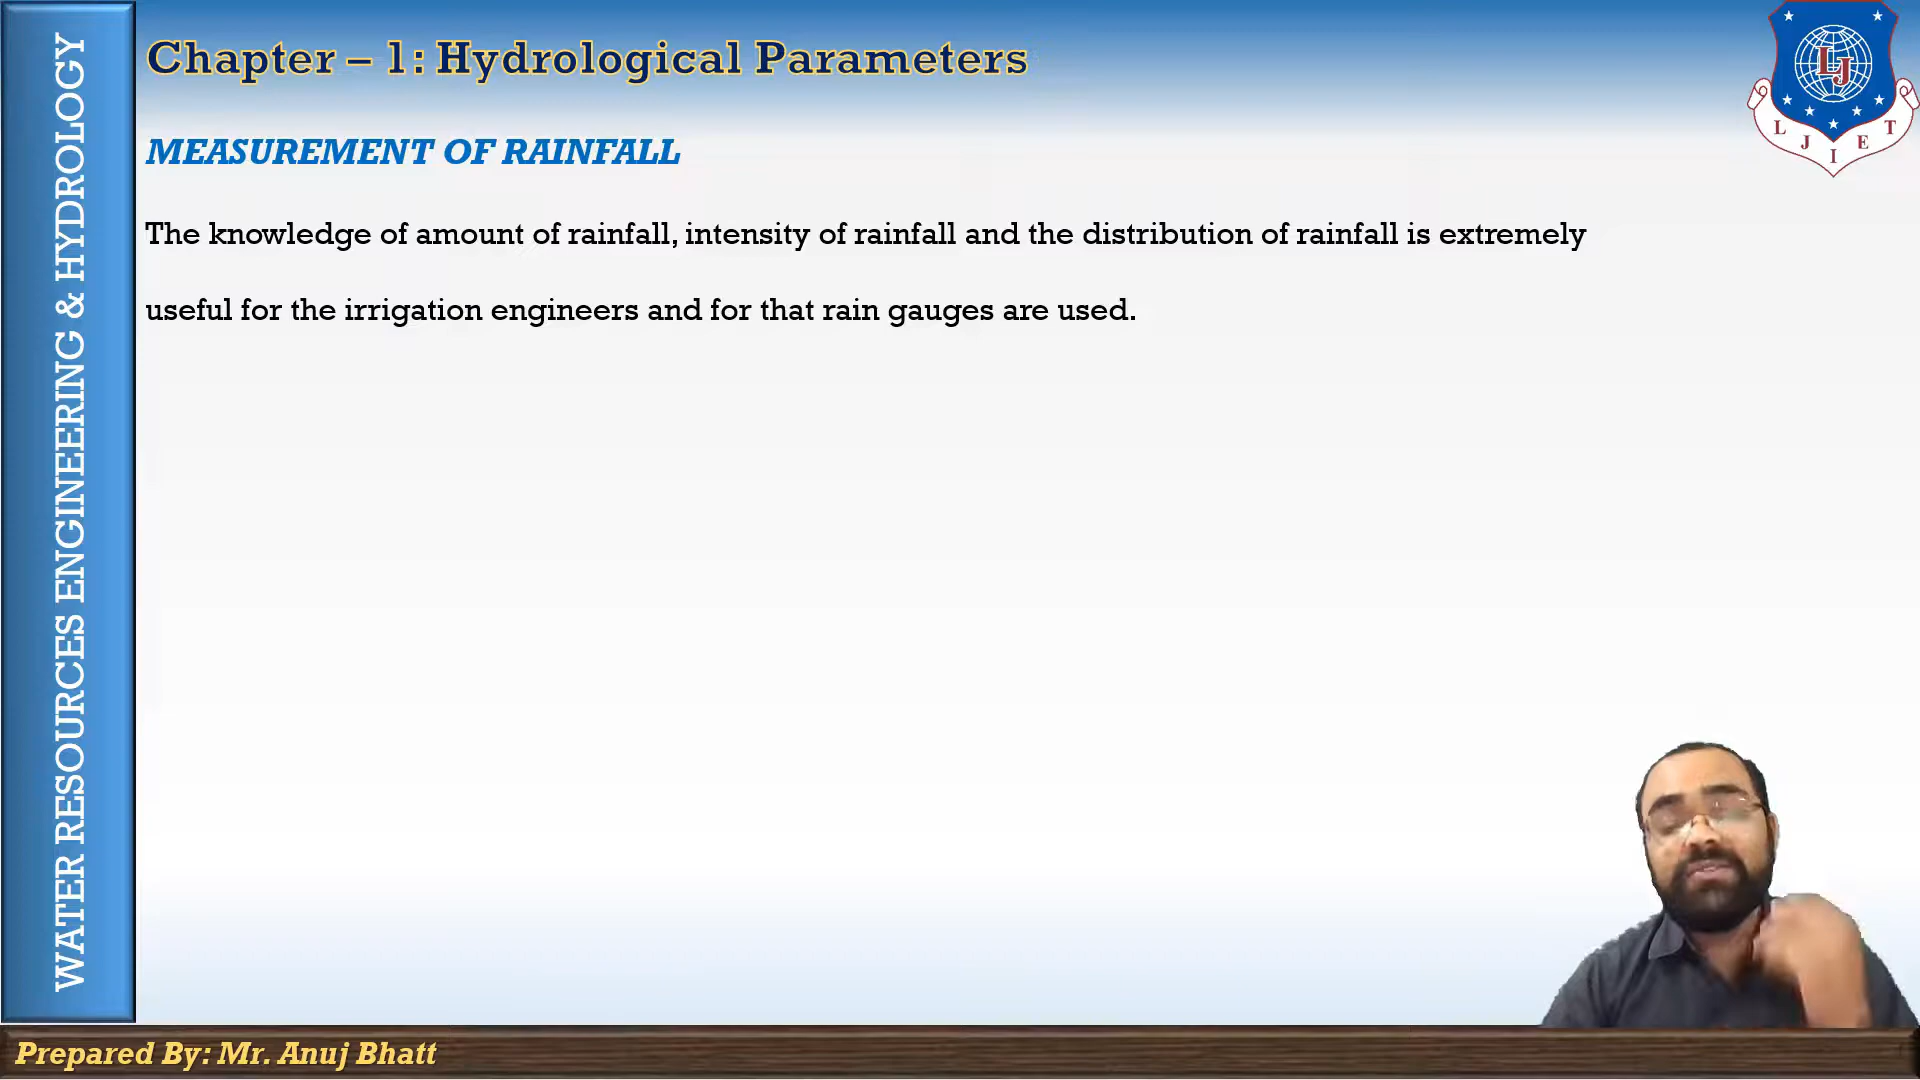 Chapter – 1: Hydrological Parameters
MEASUREMENT OF RAINFALL
The knowledge of amount of rainfall, intensity of rainfall and the distribution of rainfall is extremely
useful for the irrigation engineers and for that rain gauges are used.
WATER RESOURCES ENGINEERING & HYDROLOGY
LJ
L J I E T
Prepared By: Mr. Anuj Bhatt